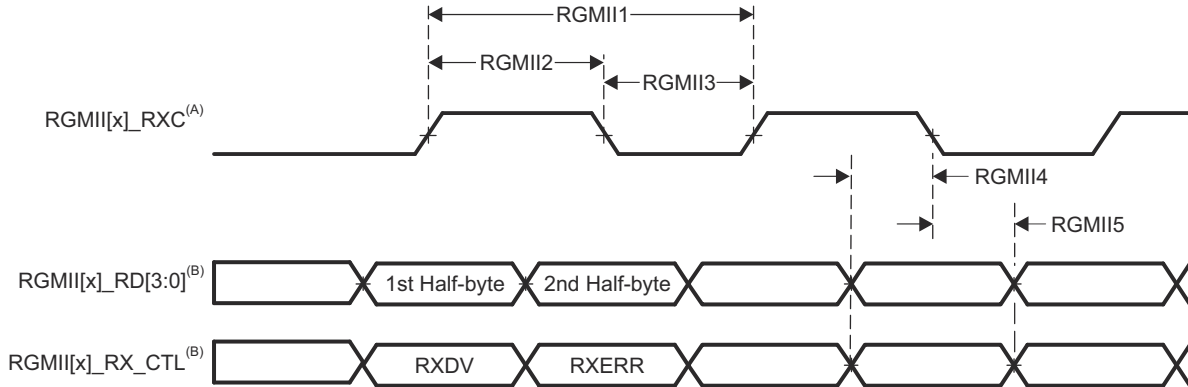 RGMII1
RGMII2
RGMII3
RGMII[x]_RXC(A)
RGMII4
RGMII5
RGMII[x]_RD[3:0](B)
1st Half-byte
2nd Half-byte
RGMII[x]_RX_CTL(B)
RXDV
RXERR